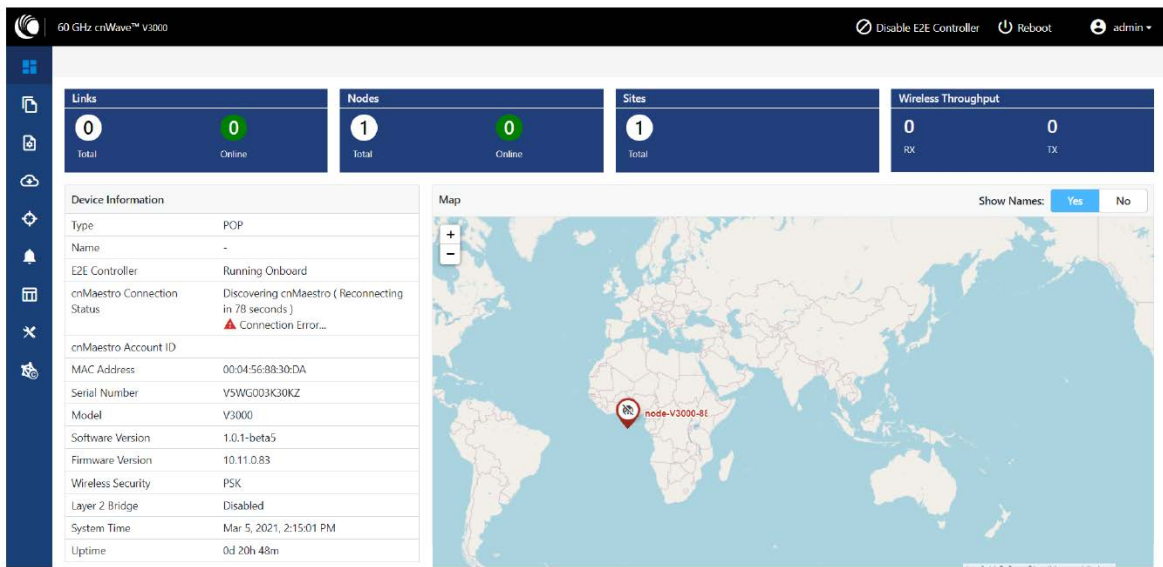 60 GHz cnWave™ V3000
Disable E2E Controller
Reboot
admin
Links
0
0
Total
Online
Nodes
1
0
Total
Online
Sites
1
Total
Wireless Throughput
0
0
RX
TX
Device Information
Type POP
Name -
E2E Controller Running Onboard
cnMaestro Connection Discovering cnMaestro ( Reconnecting
Status in 78 seconds )
Connection Error...
cnMaestro Account ID
MAC Address 00:04:56:88:30:DA
Serial Number V5WG003K30KZ
Model V3000
Software Version 1.0.1-beta5
Firmware Version 10.11.0.83
Wireless Security PSK
Layer 2 Bridge Disabled
System Time Mar 5, 2021, 2:15:01 PM
Uptime 0d 20h 48m
Map
Show Names:
Yes
No
+
-
node-V3000-88